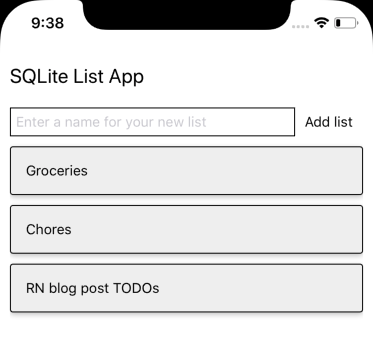 9:38
SQLite List App
Enter a name for your new list Add list
Groceries
Chores
RN blog post TODOs